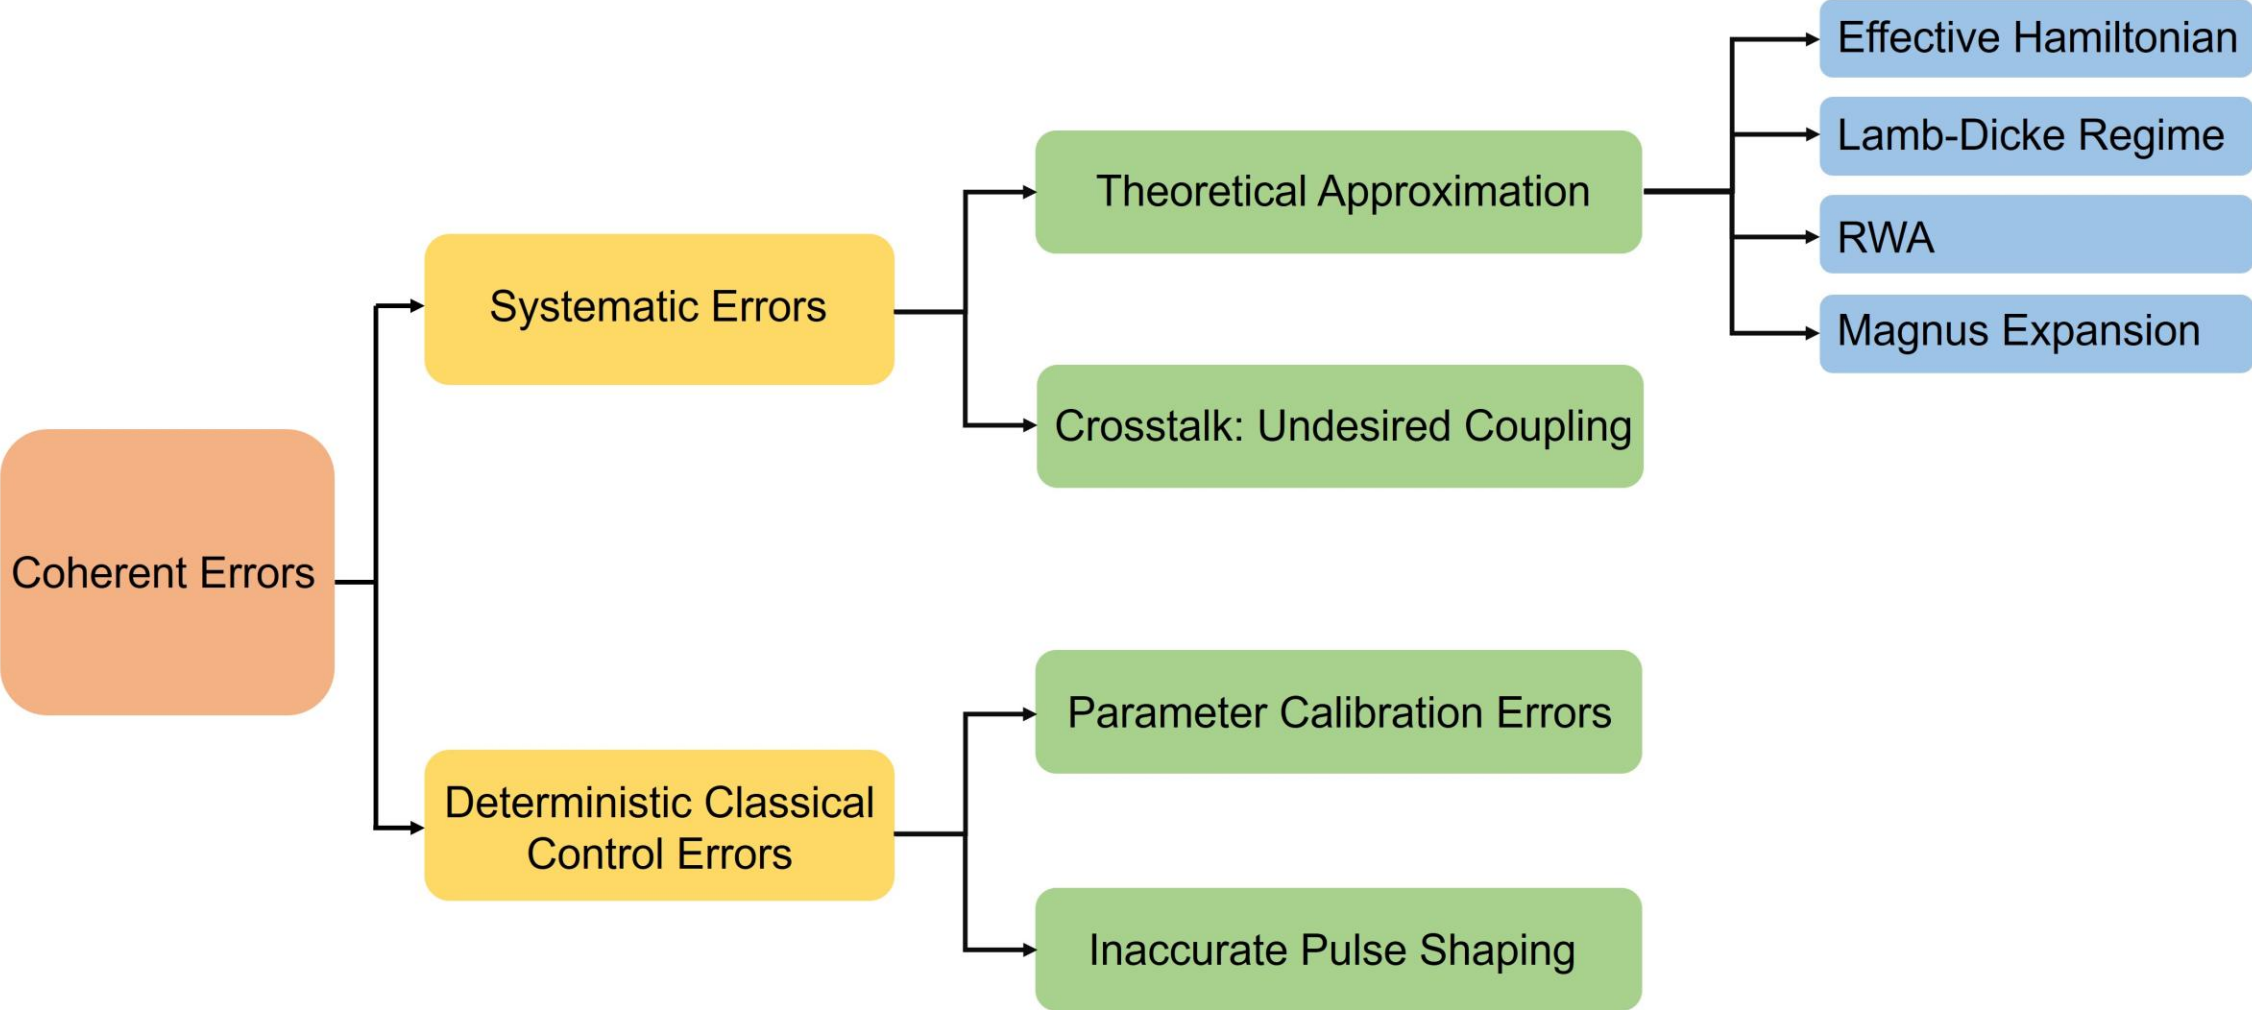 Coherent Errors
Systematic Errors
Deterministic Classical
Control Errors
Theoretical Approximation
Crosstalk: Undesired Coupling
Parameter Calibration Errors
Inaccurate Pulse Shaping
Effective Hamiltonian
Lamb-Dicke Regime
RWA
Magnus Expansion